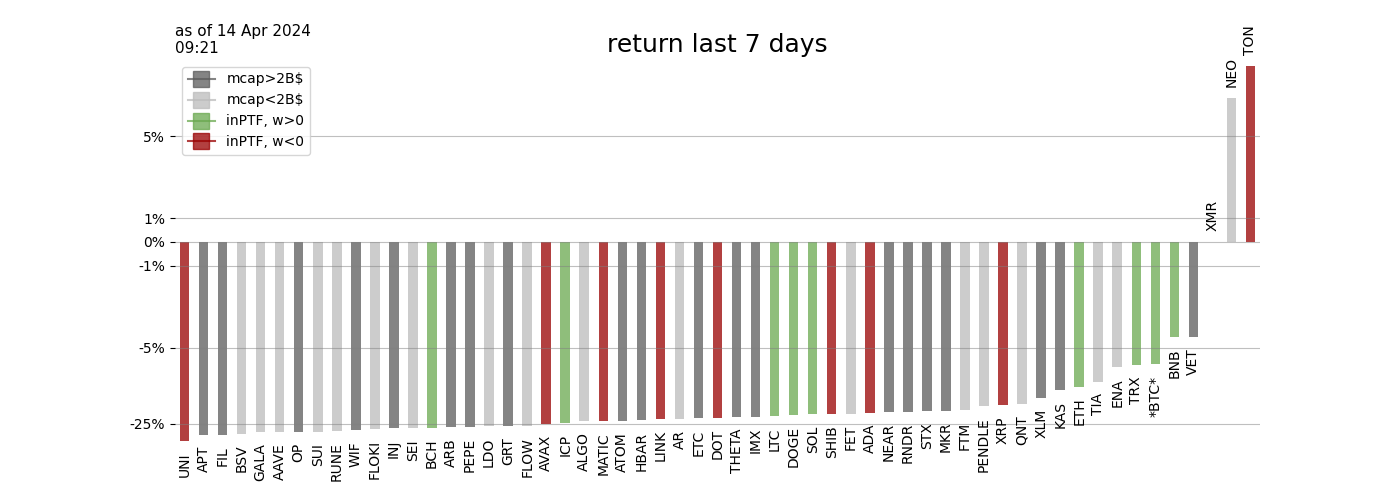 as of 14 Apr 2024
09:21
return last 7 days
mcap>2B$
mcap<2B$
inPTF, w>0
inPTF, w<0
5%
1%
0%
-1%
-5%
-25%
UNI
APT
FIL
BSV
GALA
AAVE
OP
SUI
RUNE
WIF
FLOKI
INJ
SEI
BCH
ARB
PEPE
LDO
GRT
FLOW
AVAX
ICP
ALGO
MATIC
ATOM
HBAR
LINK
AR
ETC
DOT
THETA
IMX
LTC
DOGE
SOL
SHIB
FET
ADA
NEAR
RNDR
STX
MKR
FTM
PENDLE
XRP
QNT
XLM
KAS
ETH
TIA
ENA
TRX
*BTC*
BNB
VET
XMR
NEO
TON